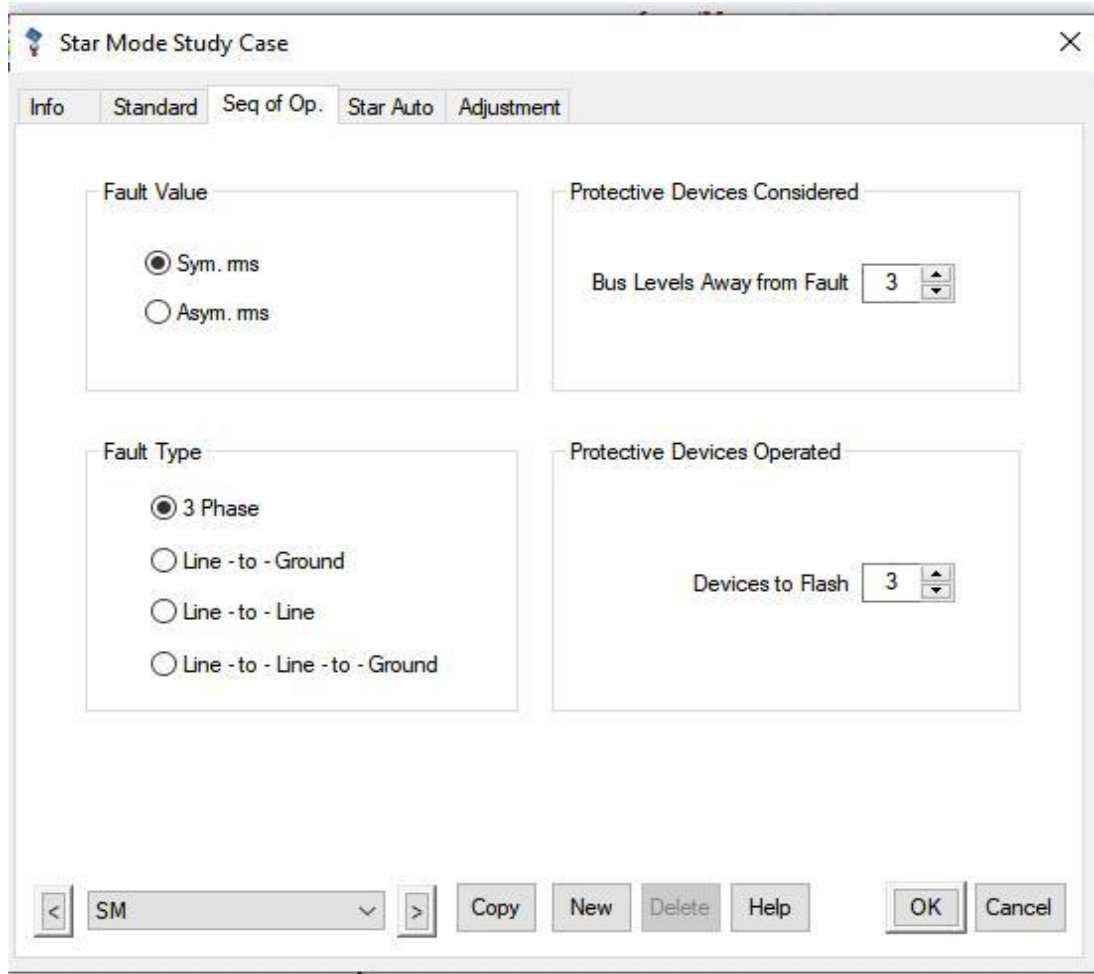 Star Mode Study Case
Info Standard Seq of Op. Star Auto Adjustment
Fault Value
Sym. rms
Asym. rms
Protective Devices Considered
Bus Levels Away from Fault 3
Fault Type
3 Phase
Line - to - Ground
Line - to - Line
Line - to - Line - to - Ground
Protective Devices Operated
Devices to Flash 3
< SM > Copy New Delete Help OK Cancel